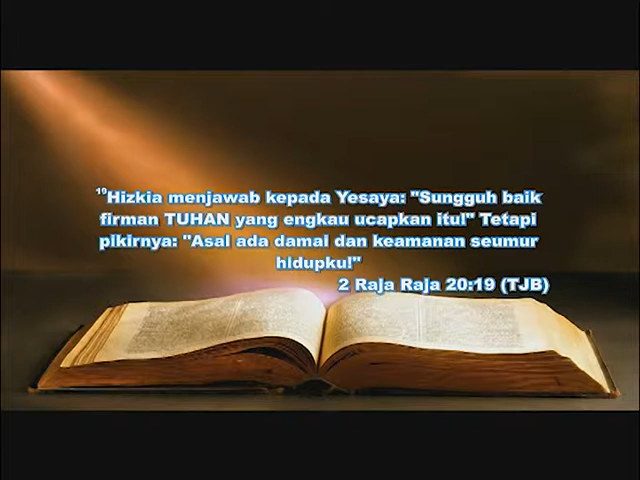 ¹⁹Hizkia menjawab kepada Yesaya: "Sungguh baik
firman TUHAN yang engkau ucapkan itu!" Tetapi
pikirnya: "Asal ada damai dan keamanan seumur
hidupku!"
2 Raja Raja 20:19 (TJB)